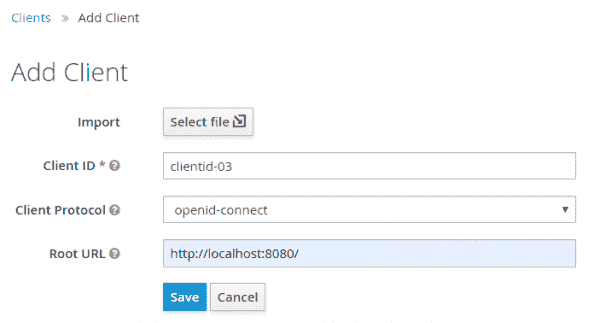 Clients » Add Client
Add Client
Import Select file
Client ID * clientid-03
Client Protocol openid-connect
Root URL http://localhost:8080/
Save Cancel